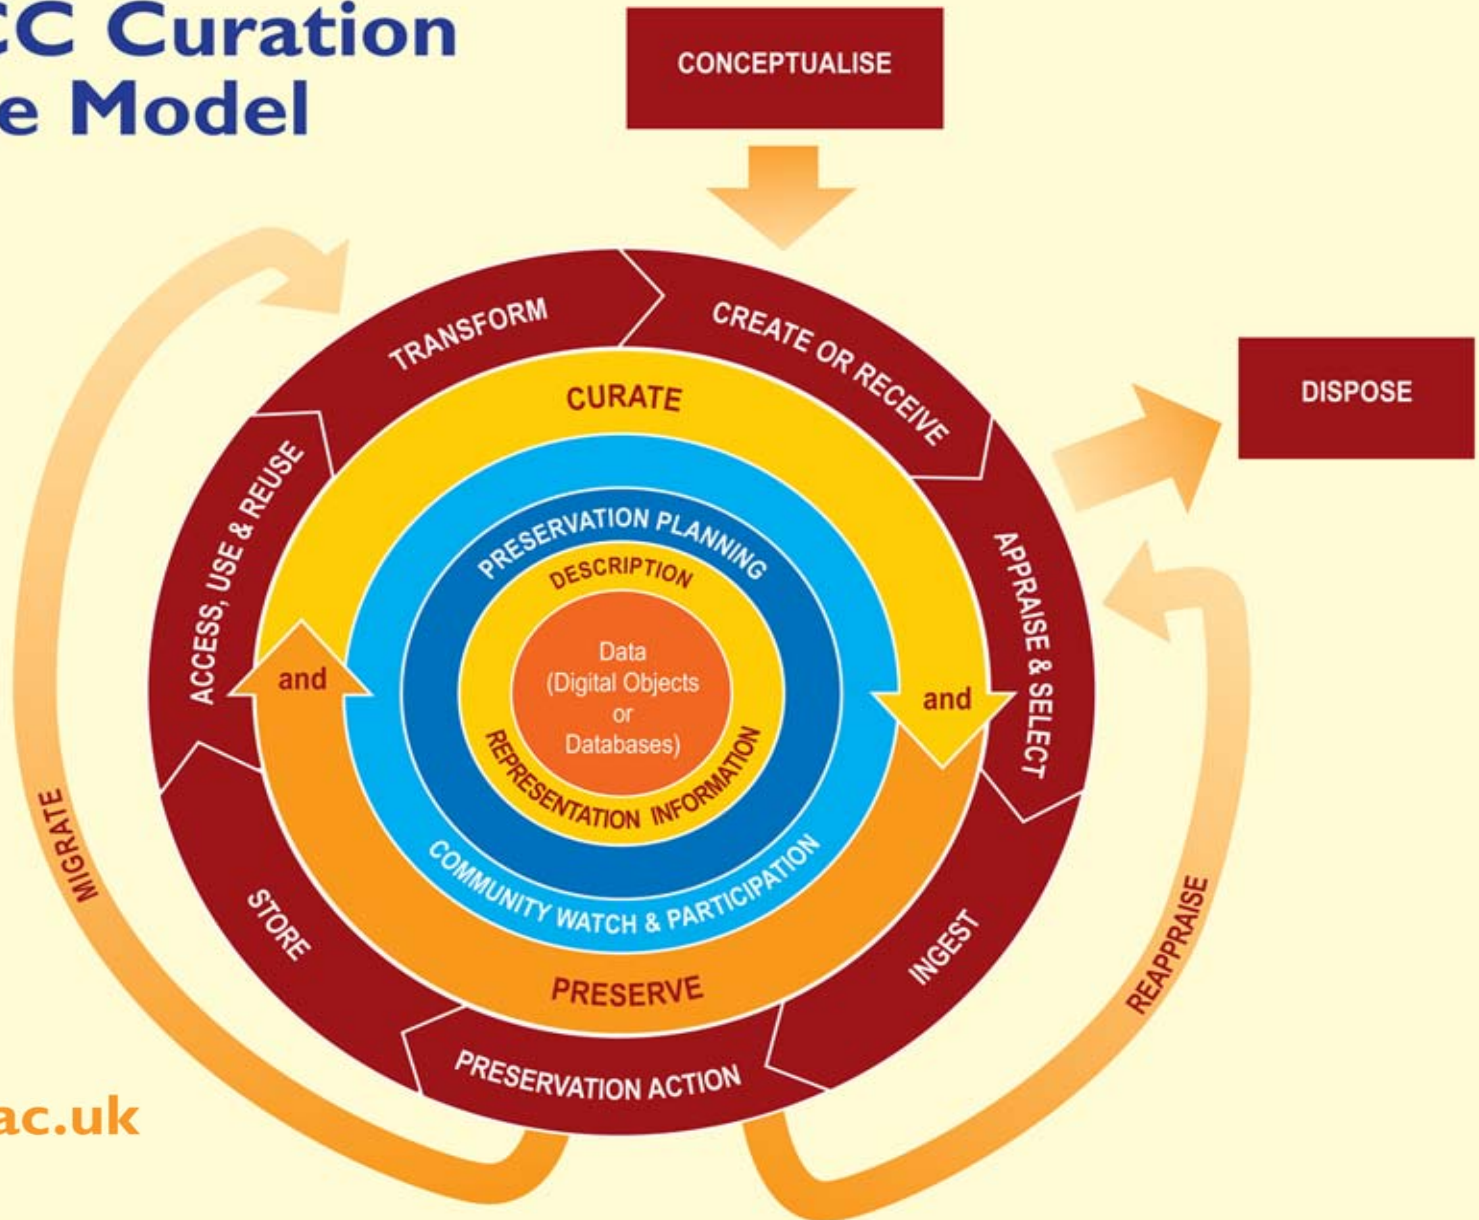 CC Curation
e Model
CONCEPTUALISE
TRANSFORM
CREATE OR RECEIVE
DISPOSE
CURATE
ACCESS, USE & REUSE
APPRAISE & SELECT
PRESERVATION PLANNING
DESCRIPTION
Data
(Digital Objects
or
Databases)
and
and
REPRESENTATION INFORMATION
COMMUNITY WATCH & PARTICIPATION
MIGRATE
STORE
PRESERVE
INGEST
REAPPRAISE
PRESERVATION ACTION
ac.uk